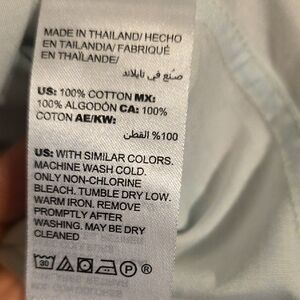 MADE IN THAILAND/ HECHO
EN TAILANDIA/ FABRIQUÉ
EN THAÏLANDE/
صنع في تايلاند
US: 100% COTTON MX:
100% ALGODÓN CA: 100%
COTON AE/KW:
100% القطن
US: WITH SIMILAR COLORS.
MACHINE WASH COLD.
ONLY NON-CHLORINE
BLEACH. TUMBLE DRY LOW.
WARM IRON. REMOVE
PROMPTLY AFTER
WASHING. MAY BE DRY
CLEANED
30 P ®